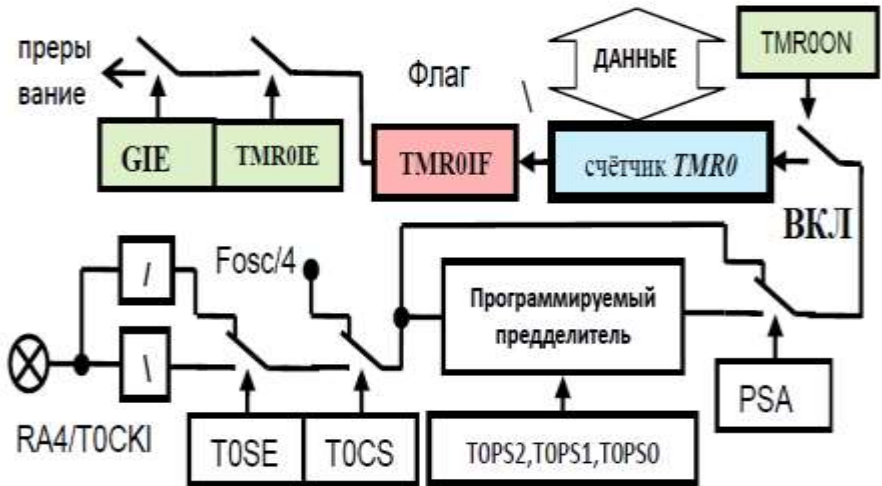 преры
вание
Флаг
\
ДАННЫЕ
TMR0ON
GIE
TMR0IE
TMR0IF
счётчик TMR0
ВКЛ
/
Fosc/4
\
Программируемый
предделитель
RA4/T0CKI
T0SE
T0CS
T0PS2,T0PS1,T0PS0
PSA